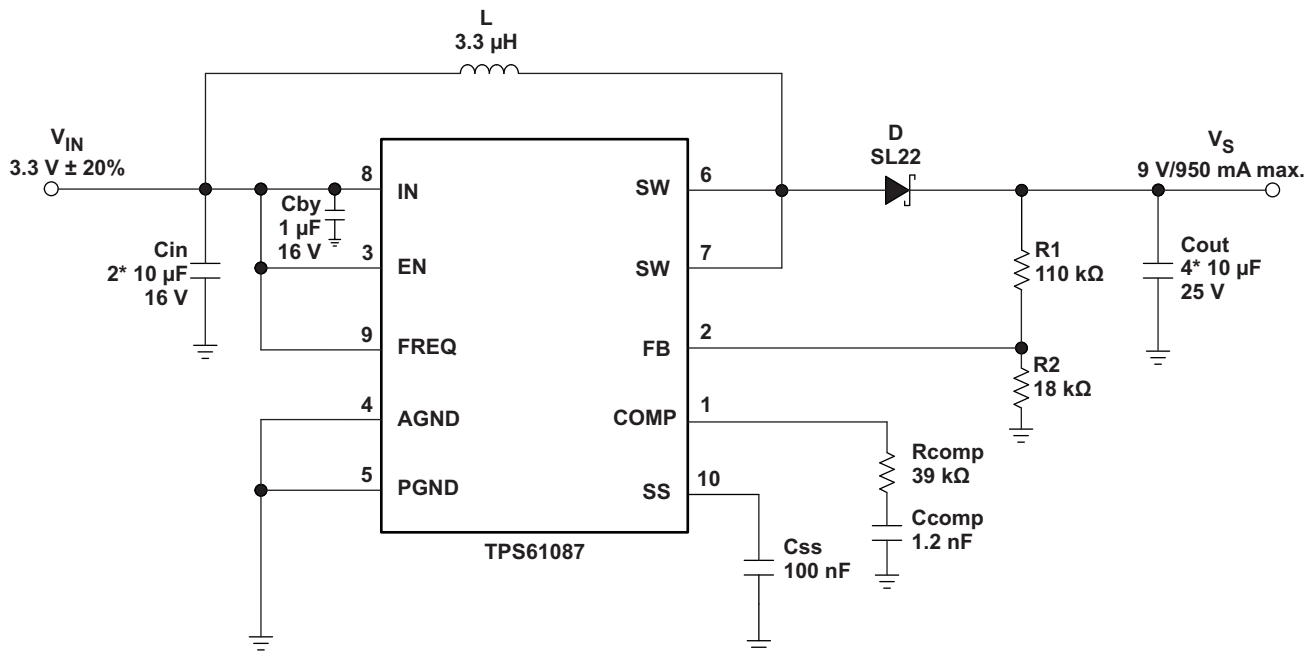 L
3.3 µH
VIN
3.3 V ± 20%
D
SL22
VS
9 V/950 mA max.
8
IN
SW
6
Cby
1 µF
16 V
Cin
2* 10 µF
16 V
3
EN
SW
7
R1
110 kΩ
Cout
4* 10 µF
25 V
9
FREQ
FB
2
R2
18 kΩ
4
AGND
COMP
1
Rcomp
39 kΩ
5
PGND
SS
10
Ccomp
1.2 nF
TPS61087
Css
100 nF